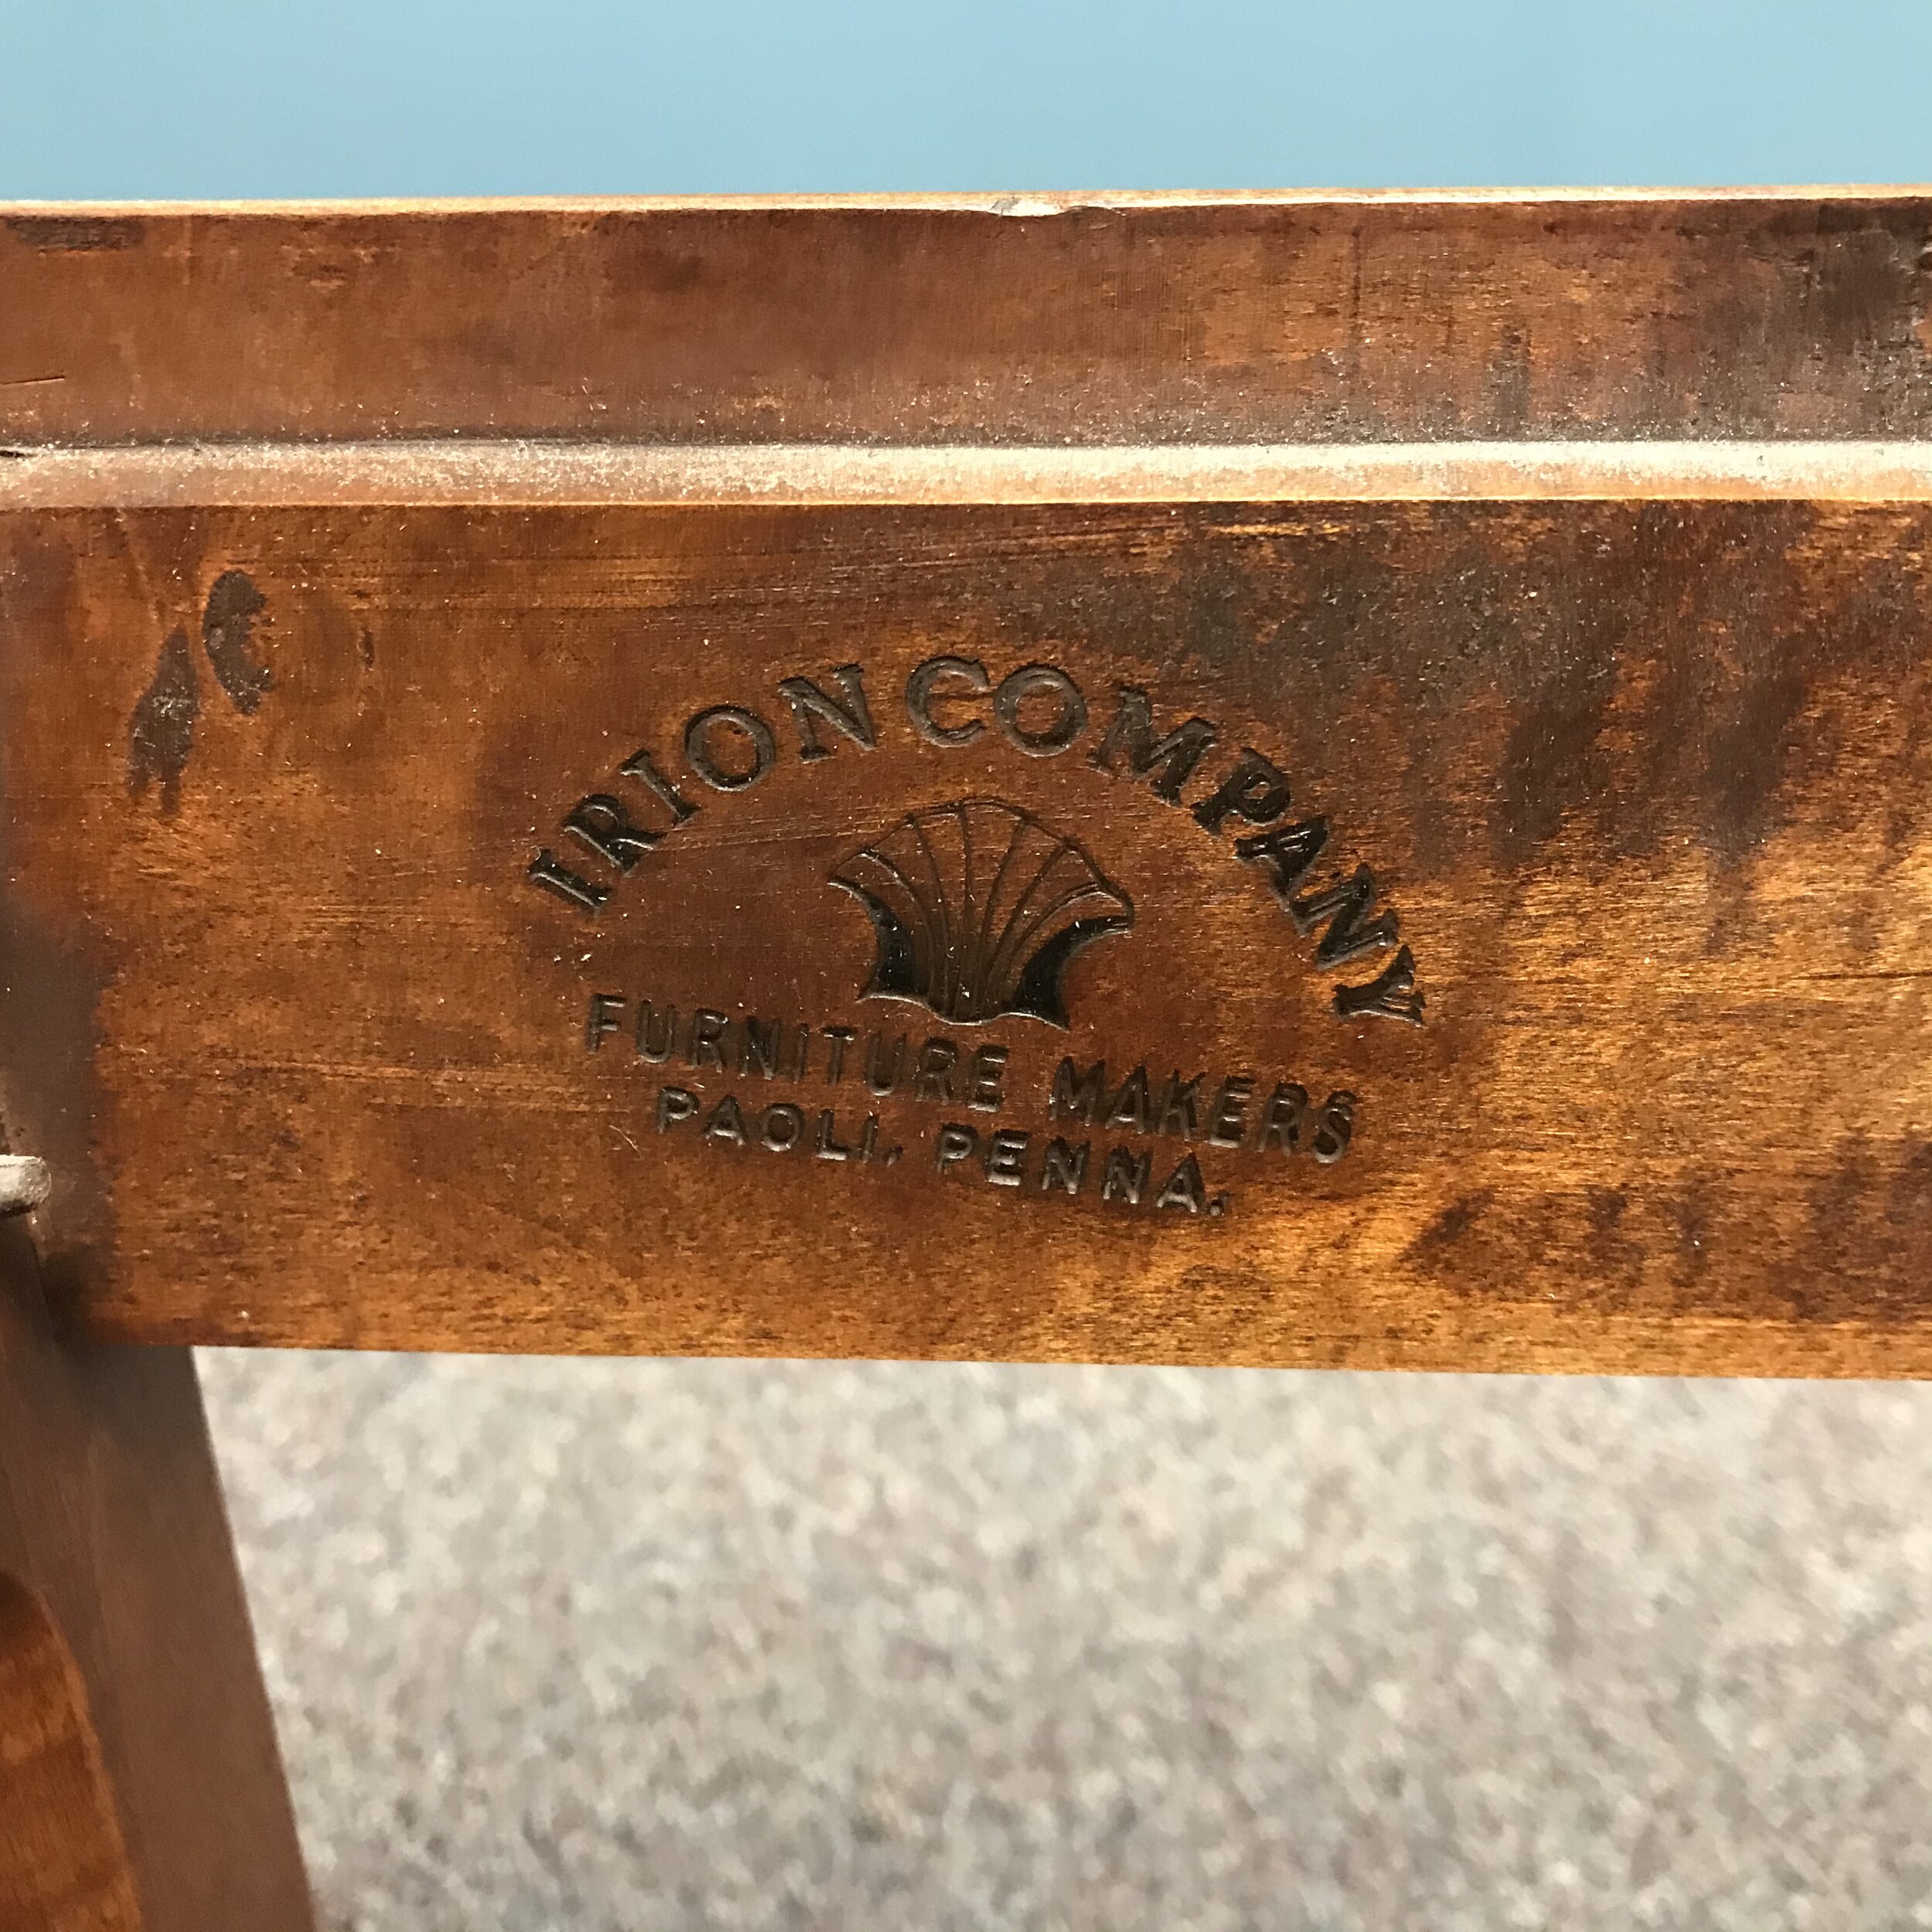 IRION COMPANY
FURNITURE MAKERS
PAOLI, PENNA.